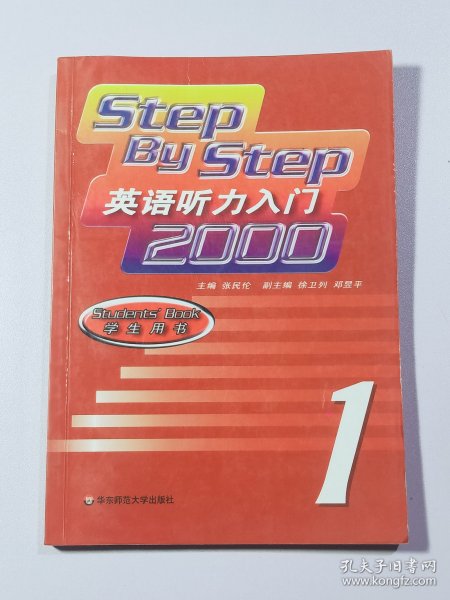 Step
By Step
英语听力入门
2000
主编 张民伦 副主编 徐卫列 邓昱平
Students' Book
学生用书
1
华东师范大学出版社
孔夫子旧书网
www.kongfz.com